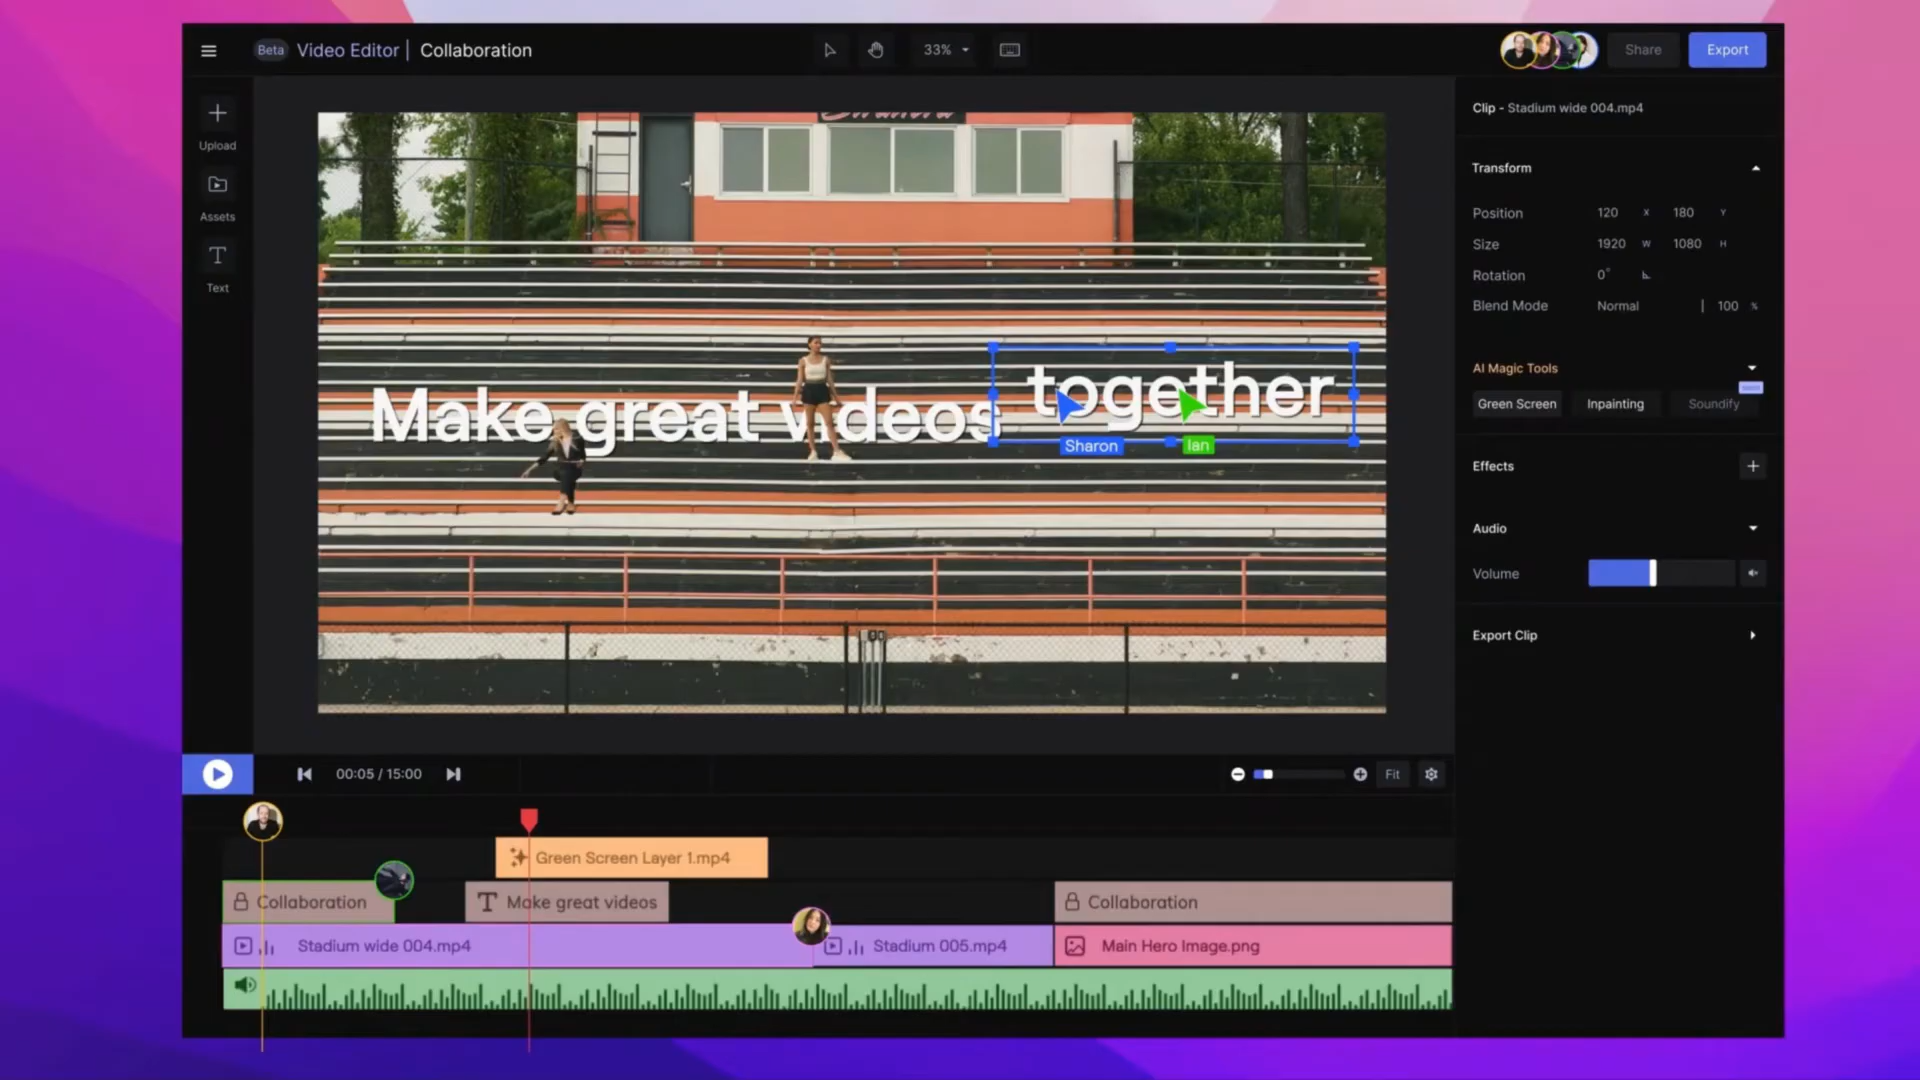 Beta Video Editor | Collaboration
33%
Share
Export
Upload
Assets
Text
Make great videos
together
Sharon
Ian
Clip - Stadium wide 004.mp4
Transform
Position 120 X 180 Y
Size 1920 W 1080 H
Rotation 0°
Blend Mode Normal | 100 %
AI Magic Tools
Green Screen Inpainting Soundify
Effects
Audio
Volume
Export Clip
00:05 / 15:00
Fit
Green Screen Layer 1.mp4
Collaboration
Make great videos
Collaboration
Stadium wide 004.mp4
Stadium 005.mp4
Main Hero Image.png